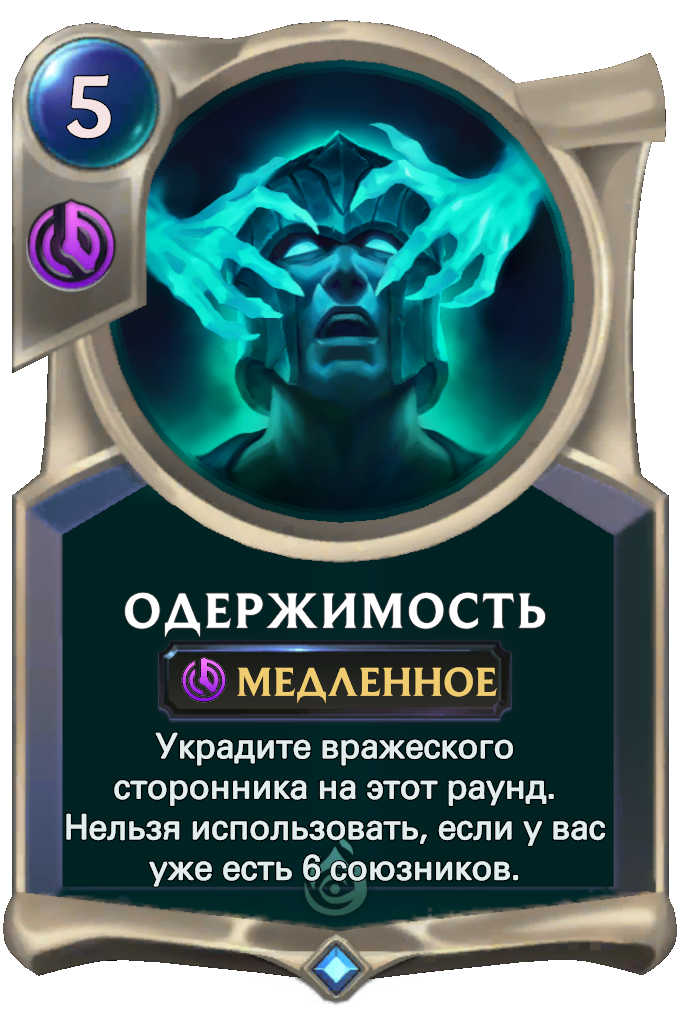 5
ОДЕРЖИМОСТЬ
МЕДЛЕННОЕ
Украдите вражеского
сторонника на этот раунд.
Нельзя использовать, если у вас
уже есть 6 союзников.